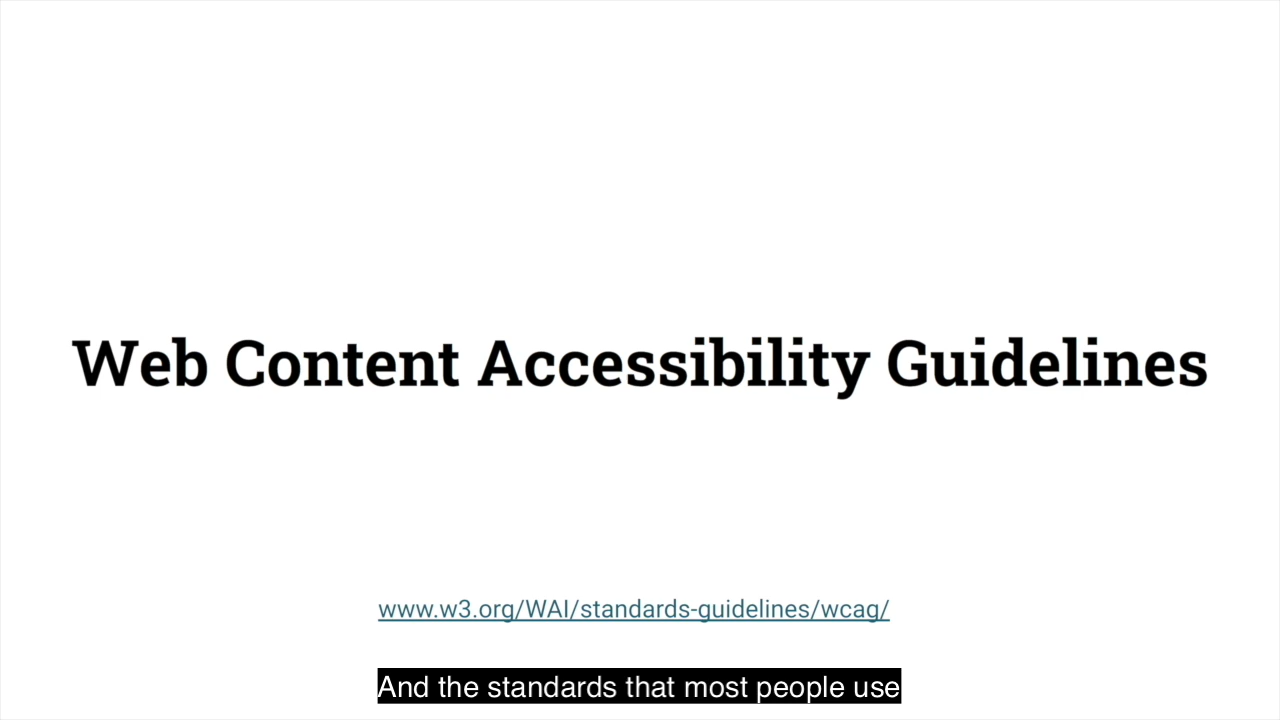 Web Content Accessibility Guidelines
www.w3.org/WAI/standards-guidelines/wcag/
And the standards that most people use